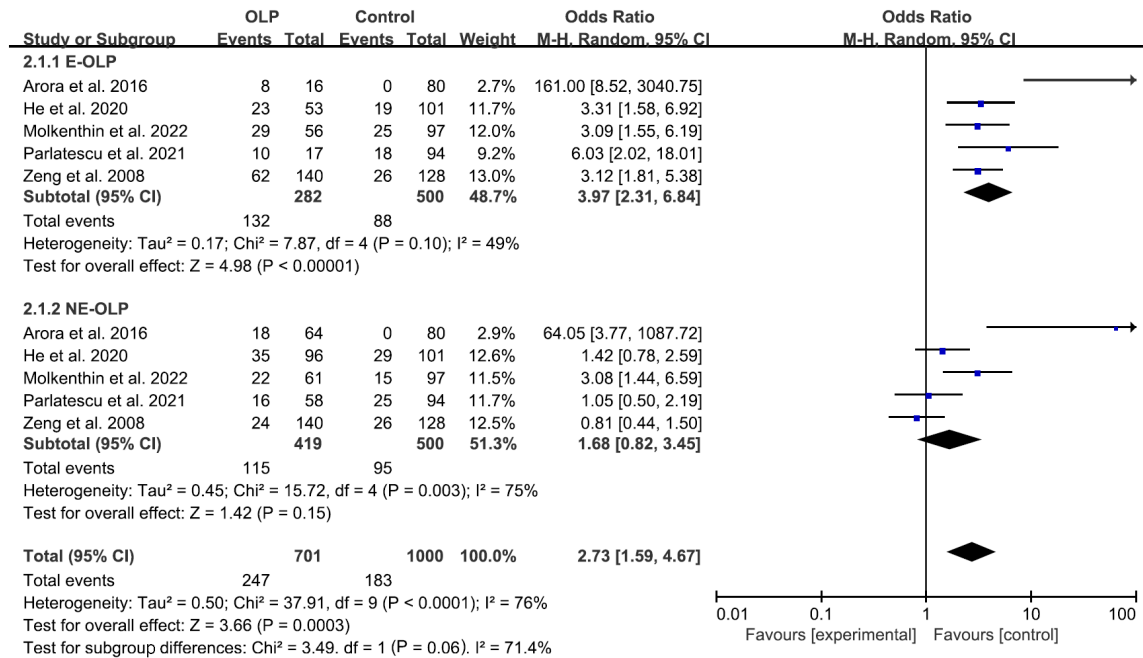 OLP Control Odds Ratio Odds Ratio
Study or Subgroup Events Total Events Total Weight M-H. Random. 95% CI M-H. Random. 95% CI
2.1.1 E-OLP
Arora et al. 2016 8 16 0 80 2.7% 161.00 [8.52, 3040.75]
He et al. 2020 23 53 19 101 11.7% 3.31 [1.58, 6.92]
Molkenthin et al. 2022 29 56 25 97 12.0% 3.09 [1.55, 6.19]
Parlatescu et al. 2021 10 17 18 94 9.2% 6.03 [2.02, 18.01]
Zeng et al. 2008 62 140 26 128 13.0% 3.12 [1.81, 5.38]
Subtotal (95% CI) 282 500 48.7% 3.97 [2.31, 6.84]
Total events 132 88
Heterogeneity: Tau² = 0.17; Chi² = 7.87, df = 4 (P = 0.10); I² = 49%
Test for overall effect: Z = 4.98 (P < 0.00001)
2.1.2 NE-OLP
Arora et al. 2016 18 64 0 80 2.9% 64.05 [3.77, 1087.72]
He et al. 2020 35 96 29 101 12.6% 1.42 [0.78, 2.59]
Molkenthin et al. 2022 22 61 15 97 11.5% 3.08 [1.44, 6.59]
Parlatescu et al. 2021 16 58 25 94 11.7% 1.05 [0.50, 2.19]
Zeng et al. 2008 24 140 26 128 12.5% 0.81 [0.44, 1.50]
Subtotal (95% CI) 419 500 51.3% 1.68 [0.82, 3.45]
Total events 115 95
Heterogeneity: Tau² = 0.45; Chi² = 15.72, df = 4 (P = 0.003); I² = 75%
Test for overall effect: Z = 1.42 (P = 0.15)
Total (95% CI) 701 1000 100.0% 2.73 [1.59, 4.67]
Total events 247 183
Heterogeneity: Tau² = 0.50; Chi² = 37.91, df = 9 (P < 0.0001); I² = 76%
Test for overall effect: Z = 3.66 (P = 0.0003)
Test for subgroup differences: Chi² = 3.49. df = 1 (P = 0.06). I² = 71.4%
0.01 0.1 1 10 100
Favours [experimental] Favours [control]